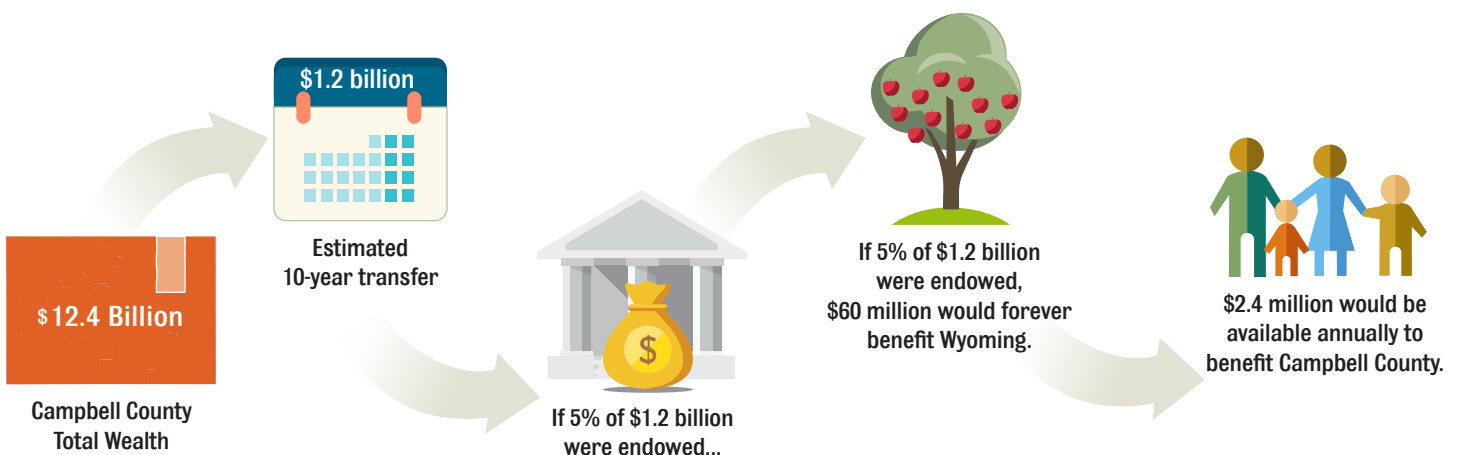 $12.4 Billion
Campbell County
Total Wealth
$1.2 billion
Estimated
10-year transfer
$
If 5% of $1.2 billion
were endowed...
If 5% of $1.2 billion
were endowed,
$60 million would forever
benefit Wyoming.
$2.4 million would be
available annually to
benefit Campbell County.